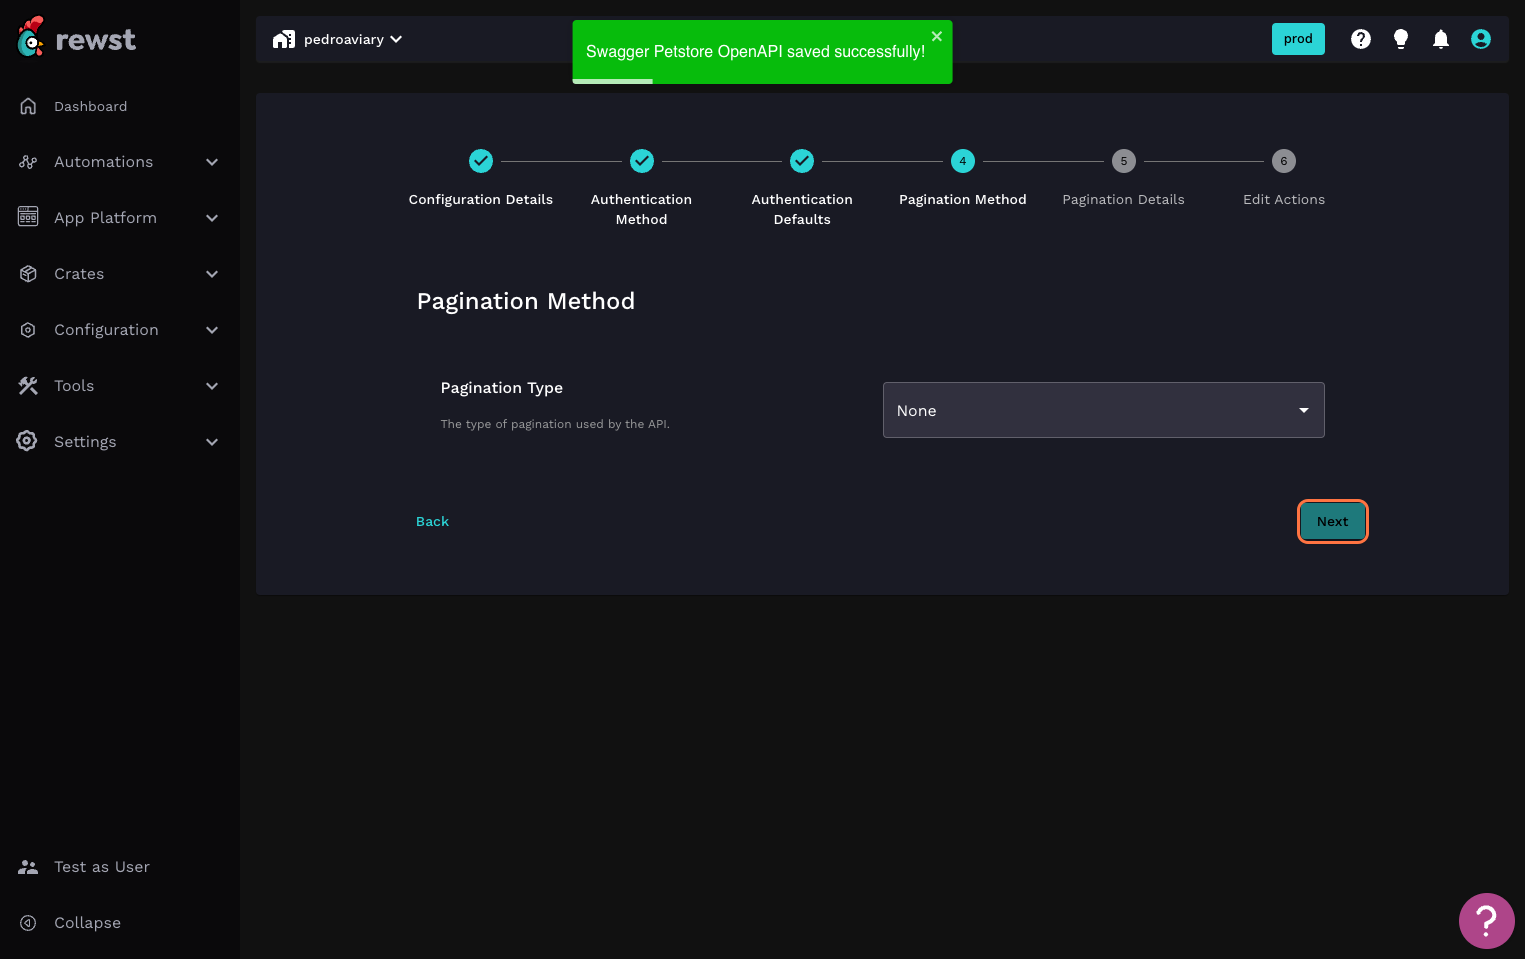 rewst
pedroaviary
Swagger Petstore OpenAPI saved successfully!
prod
Dashboard
Automations
App Platform
Crates
Configuration
Tools
Settings
Test as User
Collapse
4
5
6
Configuration Details
Authentication
Method
Authentication
Defaults
Pagination Method
Pagination Details
Edit Actions
Pagination Method
Pagination Type
The type of pagination used by the API.
None
Back
Next
?